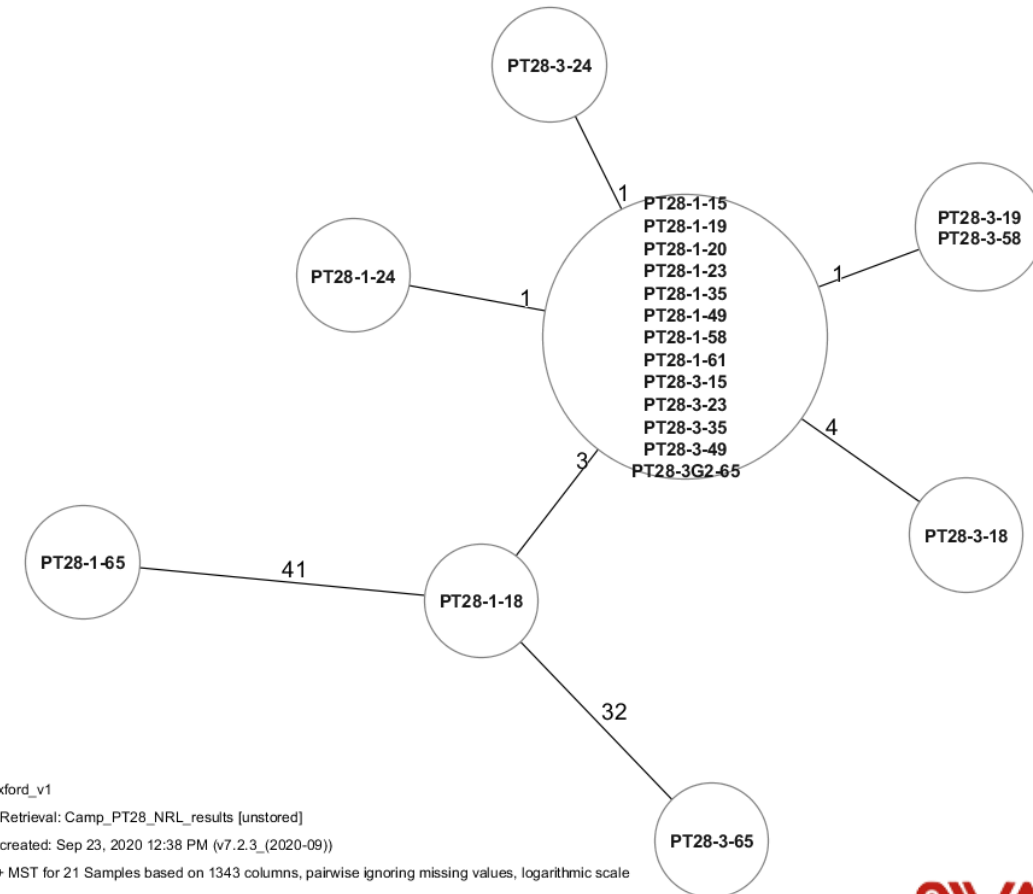 PT28-3-24
1
PT28-1-15
PT28-1-19
PT28-1-20
PT28-1-23
PT28-1-35
PT28-1-49
PT28-1-58
PT28-1-61
PT28-3-15
PT28-3-23
PT28-3-35
PT28-3-49
PT28-3G2-65
PT28-3-19
PT28-3-58
1
PT28-1-24
1
4
3
PT28-3-18
PT28-1-65
41
PT28-1-18
32
PT28-3-65
xford_v1
Retrieval: Camp_PT28_NRL_results [unstored]
created: Sep 23, 2020 12:38 PM (v7.2.3_(2020-09))
MST for 21 Samples based on 1343 columns, pairwise ignoring missing values, logarithmic scale